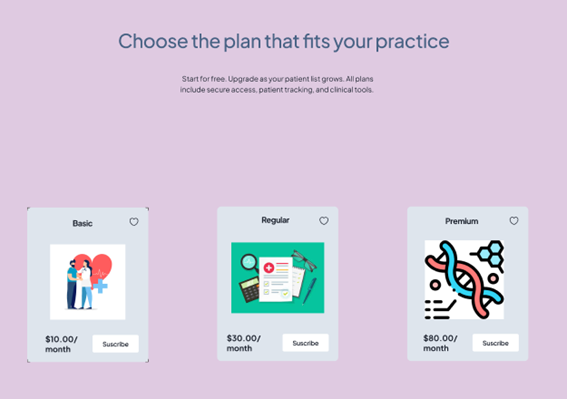 Choose the plan that fits your practice
Start for free. Upgrade as your patient list grows. All plans
include secure access, patient tracking, and clinical tools.
Basic
$10.00/
month
Suscribe
Regular
$30.00/
month
Suscribe
Premium
$80.00/
month
Suscribe